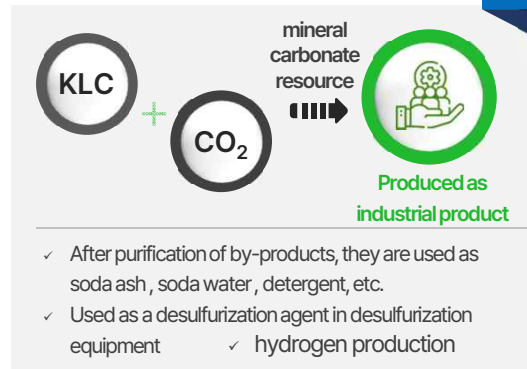 KLC
+
CO₂
mineral
carbonate
resource
Produced as
industrial product
✓ After purification of by-products, they are used as
soda ash , soda water , detergent, etc.
✓ Used as a desulfurization agent in desulfurization
equipment ✓ hydrogen production